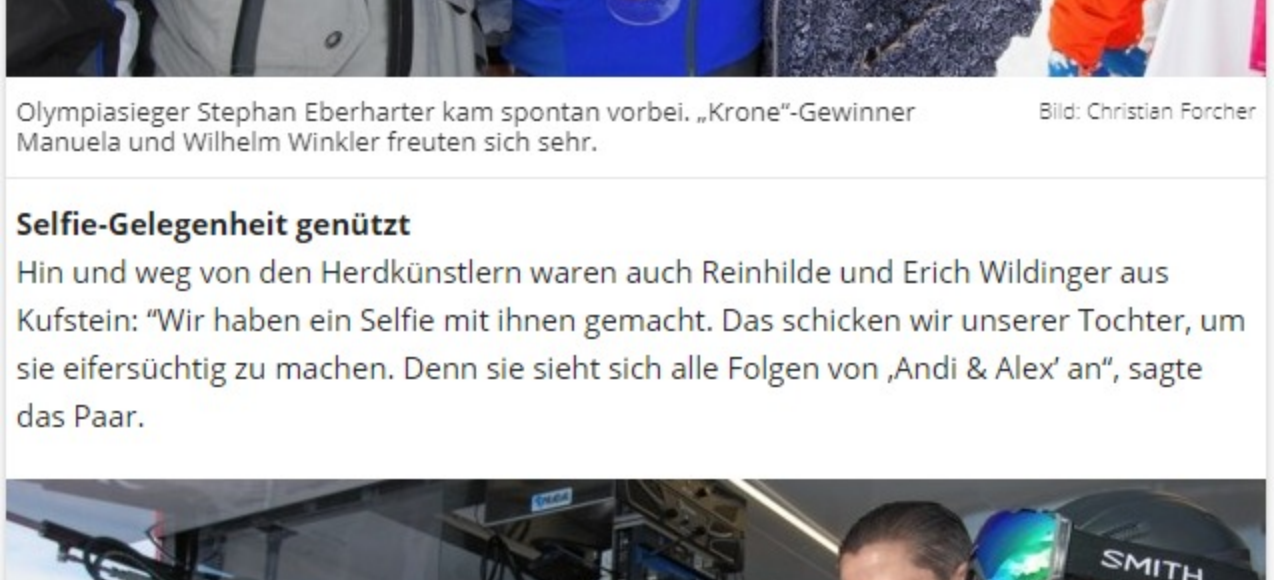 Olympiasieger Stephan Eberharter kam spontan vorbei. „Krone“-Gewinner
Manuela und Wilhelm Winkler freuten sich sehr.
Bild: Christian Forcher
Selfie-Gelegenheit genützt
Hin und weg von den Herdkünstlern waren auch Reinhilde und Erich Wildinger aus
Kufstein: “Wir haben ein Selfie mit ihnen gemacht. Das schicken wir unserer Tochter, um
sie eifersüchtig zu machen. Denn sie sieht sich alle Folgen von ‚Andi & Alex’ an“, sagte
das Paar.
SMITH